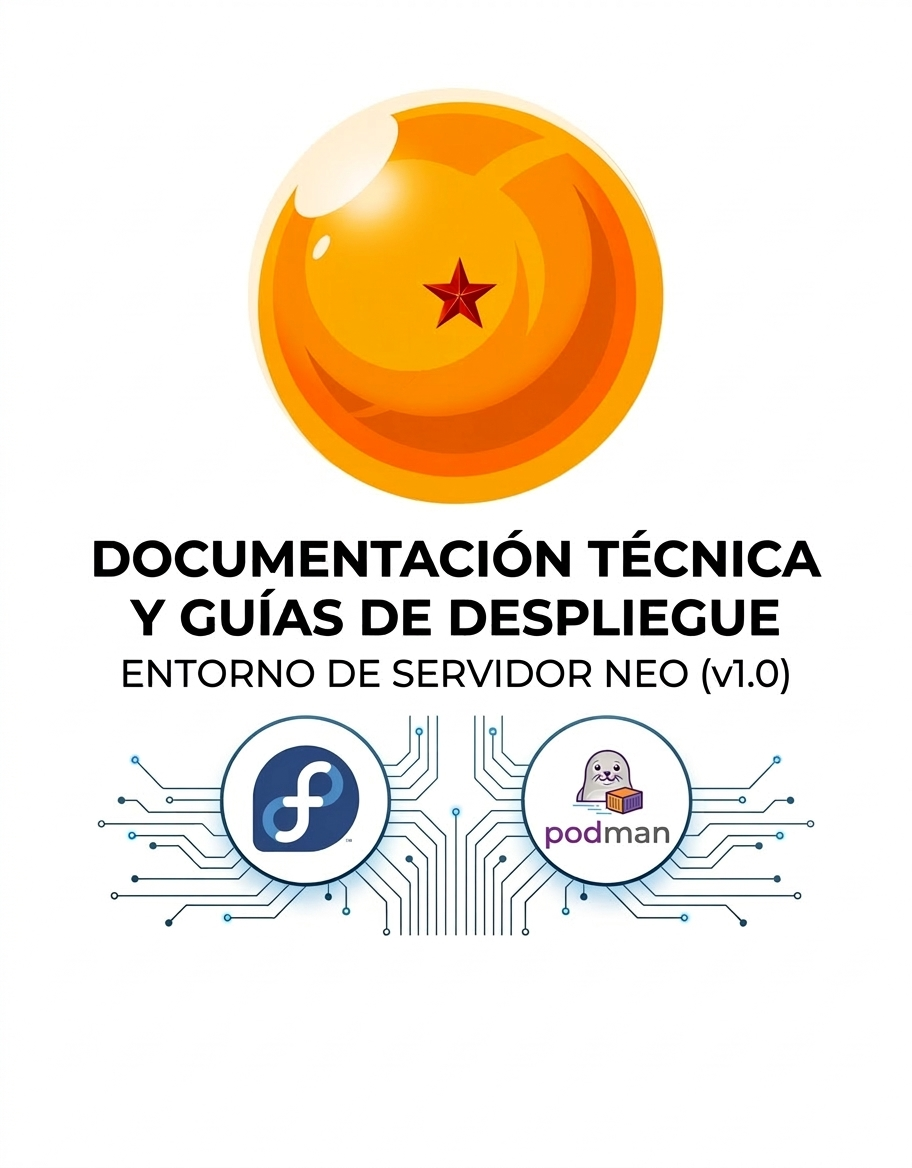 DOCUMENTACIÓN TÉCNICA
Y GUÍAS DE DESPLIEGUE
ENTORNO DE SERVIDOR NEO (v1.0)
podman